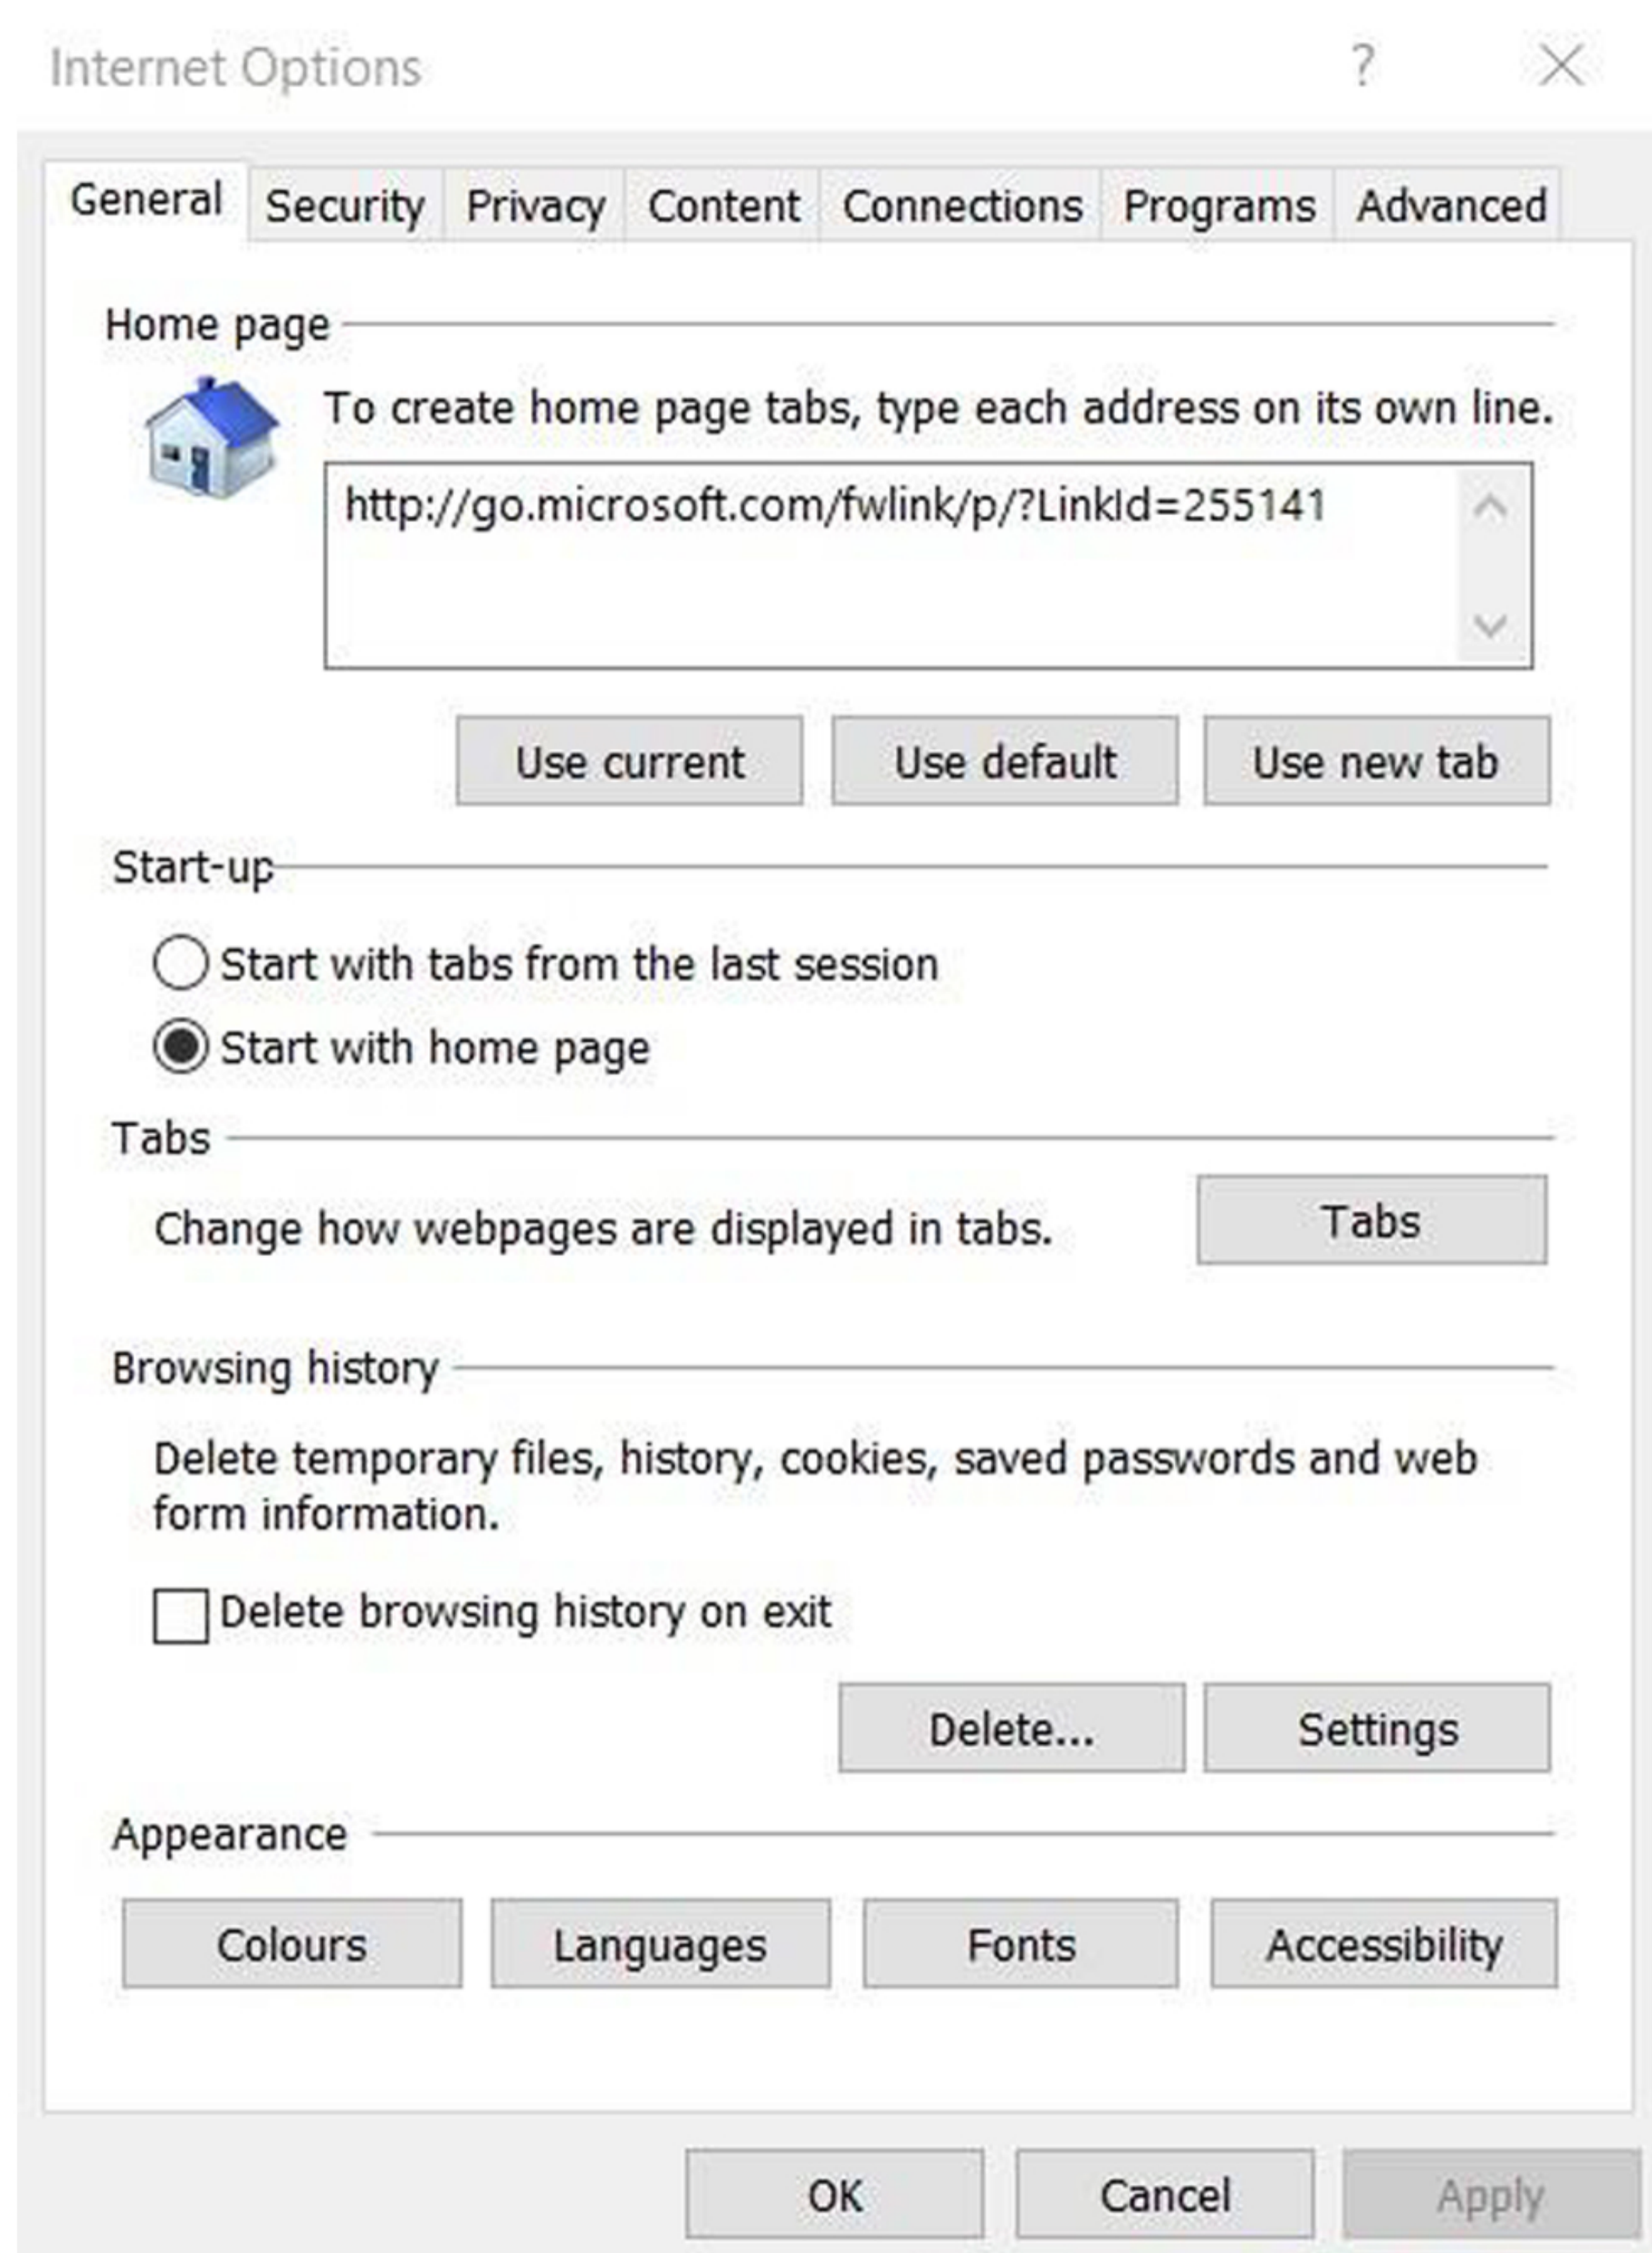 Internet Options ?
General Security Privacy Content Connections Programs Advanced
Home page
To create home page tabs, type each address on its own line.
http://go.microsoft.com/fwlink/p/?LinkId=255141
Use current Use default Use new tab
Start-up
Start with tabs from the last session
Start with home page
Tabs
Change how webpages are displayed in tabs. Tabs
Browsing history
Delete temporary files, history, cookies, saved passwords and web
form information.
Delete browsing history on exit
Delete... Settings
Appearance
Colours Languages Fonts Accessibility
OK Cancel Apply